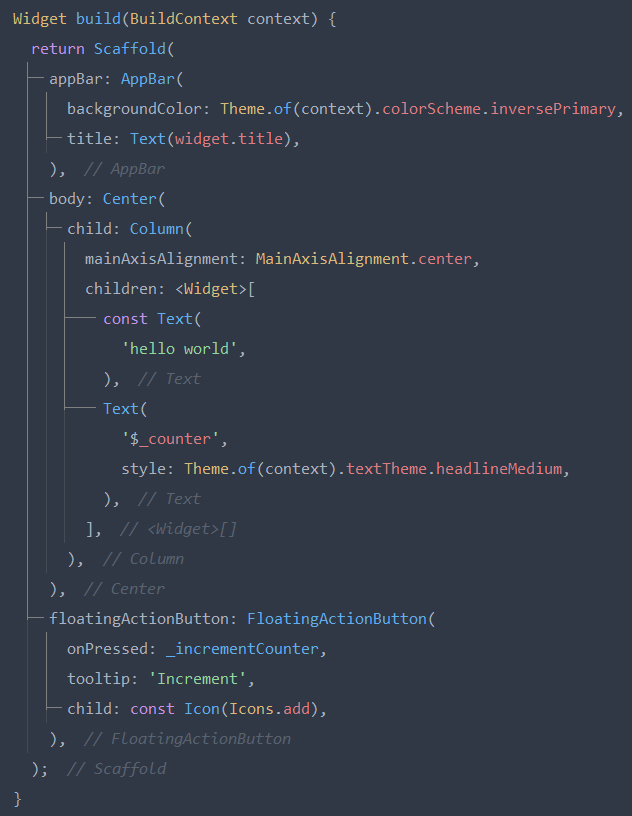 Widget build(BuildContext context) {
return Scaffold(
appBar: AppBar(
backgroundColor: Theme.of(context).colorScheme.inversePrimary,
title: Text(widget.title),
), // AppBar
body: Center(
child: Column(
mainAxisAlignment: MainAxisAlignment.center,
children: <Widget>[
const Text(
'hello world',
), // Text
Text(
'$_counter',
style: Theme.of(context).textTheme.headlineMedium,
), // Text
], // <Widget>[]
), // Column
), // Center
floatingActionButton: FloatingActionButton(
onPressed: _incrementCounter,
tooltip: 'Increment',
child: const Icon(Icons.add),
), // FloatingActionButton
); // Scaffold
}